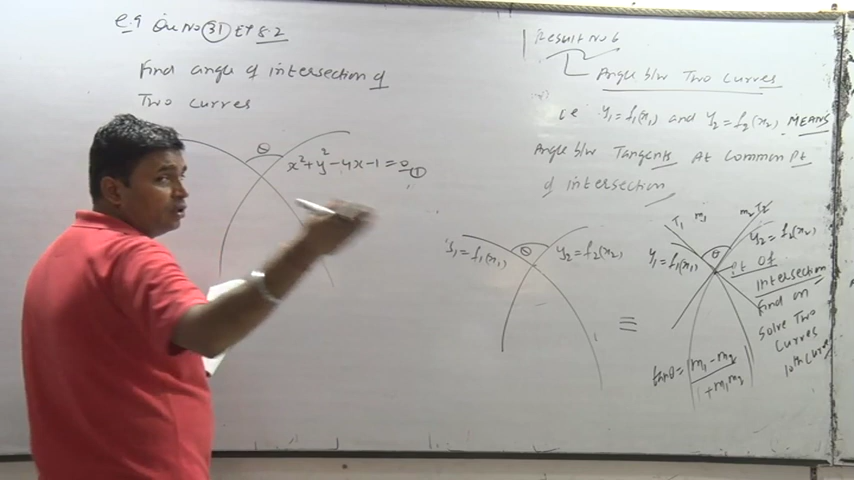 e.g Que No 31 Ex 8.2
Find angle of intersection of
Two curves
θ
x²+y²-4x-1=0 ①
Result No 6
Angle b/w Two Curves
i.e y₁=f₁(x₁) and y₂=f₂(x₂) MEANS
Angle b/w Tangents At Common Pt
of intersection
y₁=f₁(x₁) θ y₂=f₂(x₂)
≡
T₁ m₁ m₂ T₂
y₁=f₁(x₁) θ y₂=f₂(x₂)
Pt Of
intersection
find on
solve Two
Curves
tanθ=|m₁-m₂
1+m₁m₂|